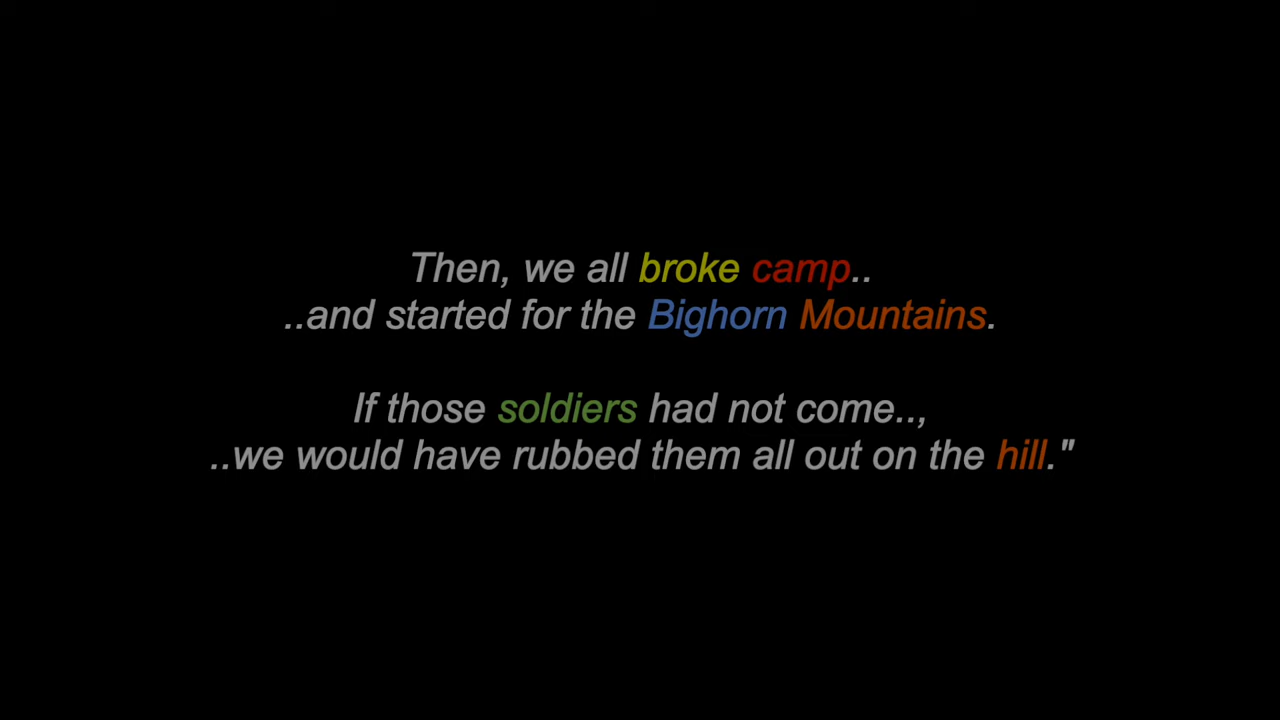 Then, we all broke camp..
..and started for the Bighorn Mountains.
If those soldiers had not come..,
..we would have rubbed them all out on the hill."